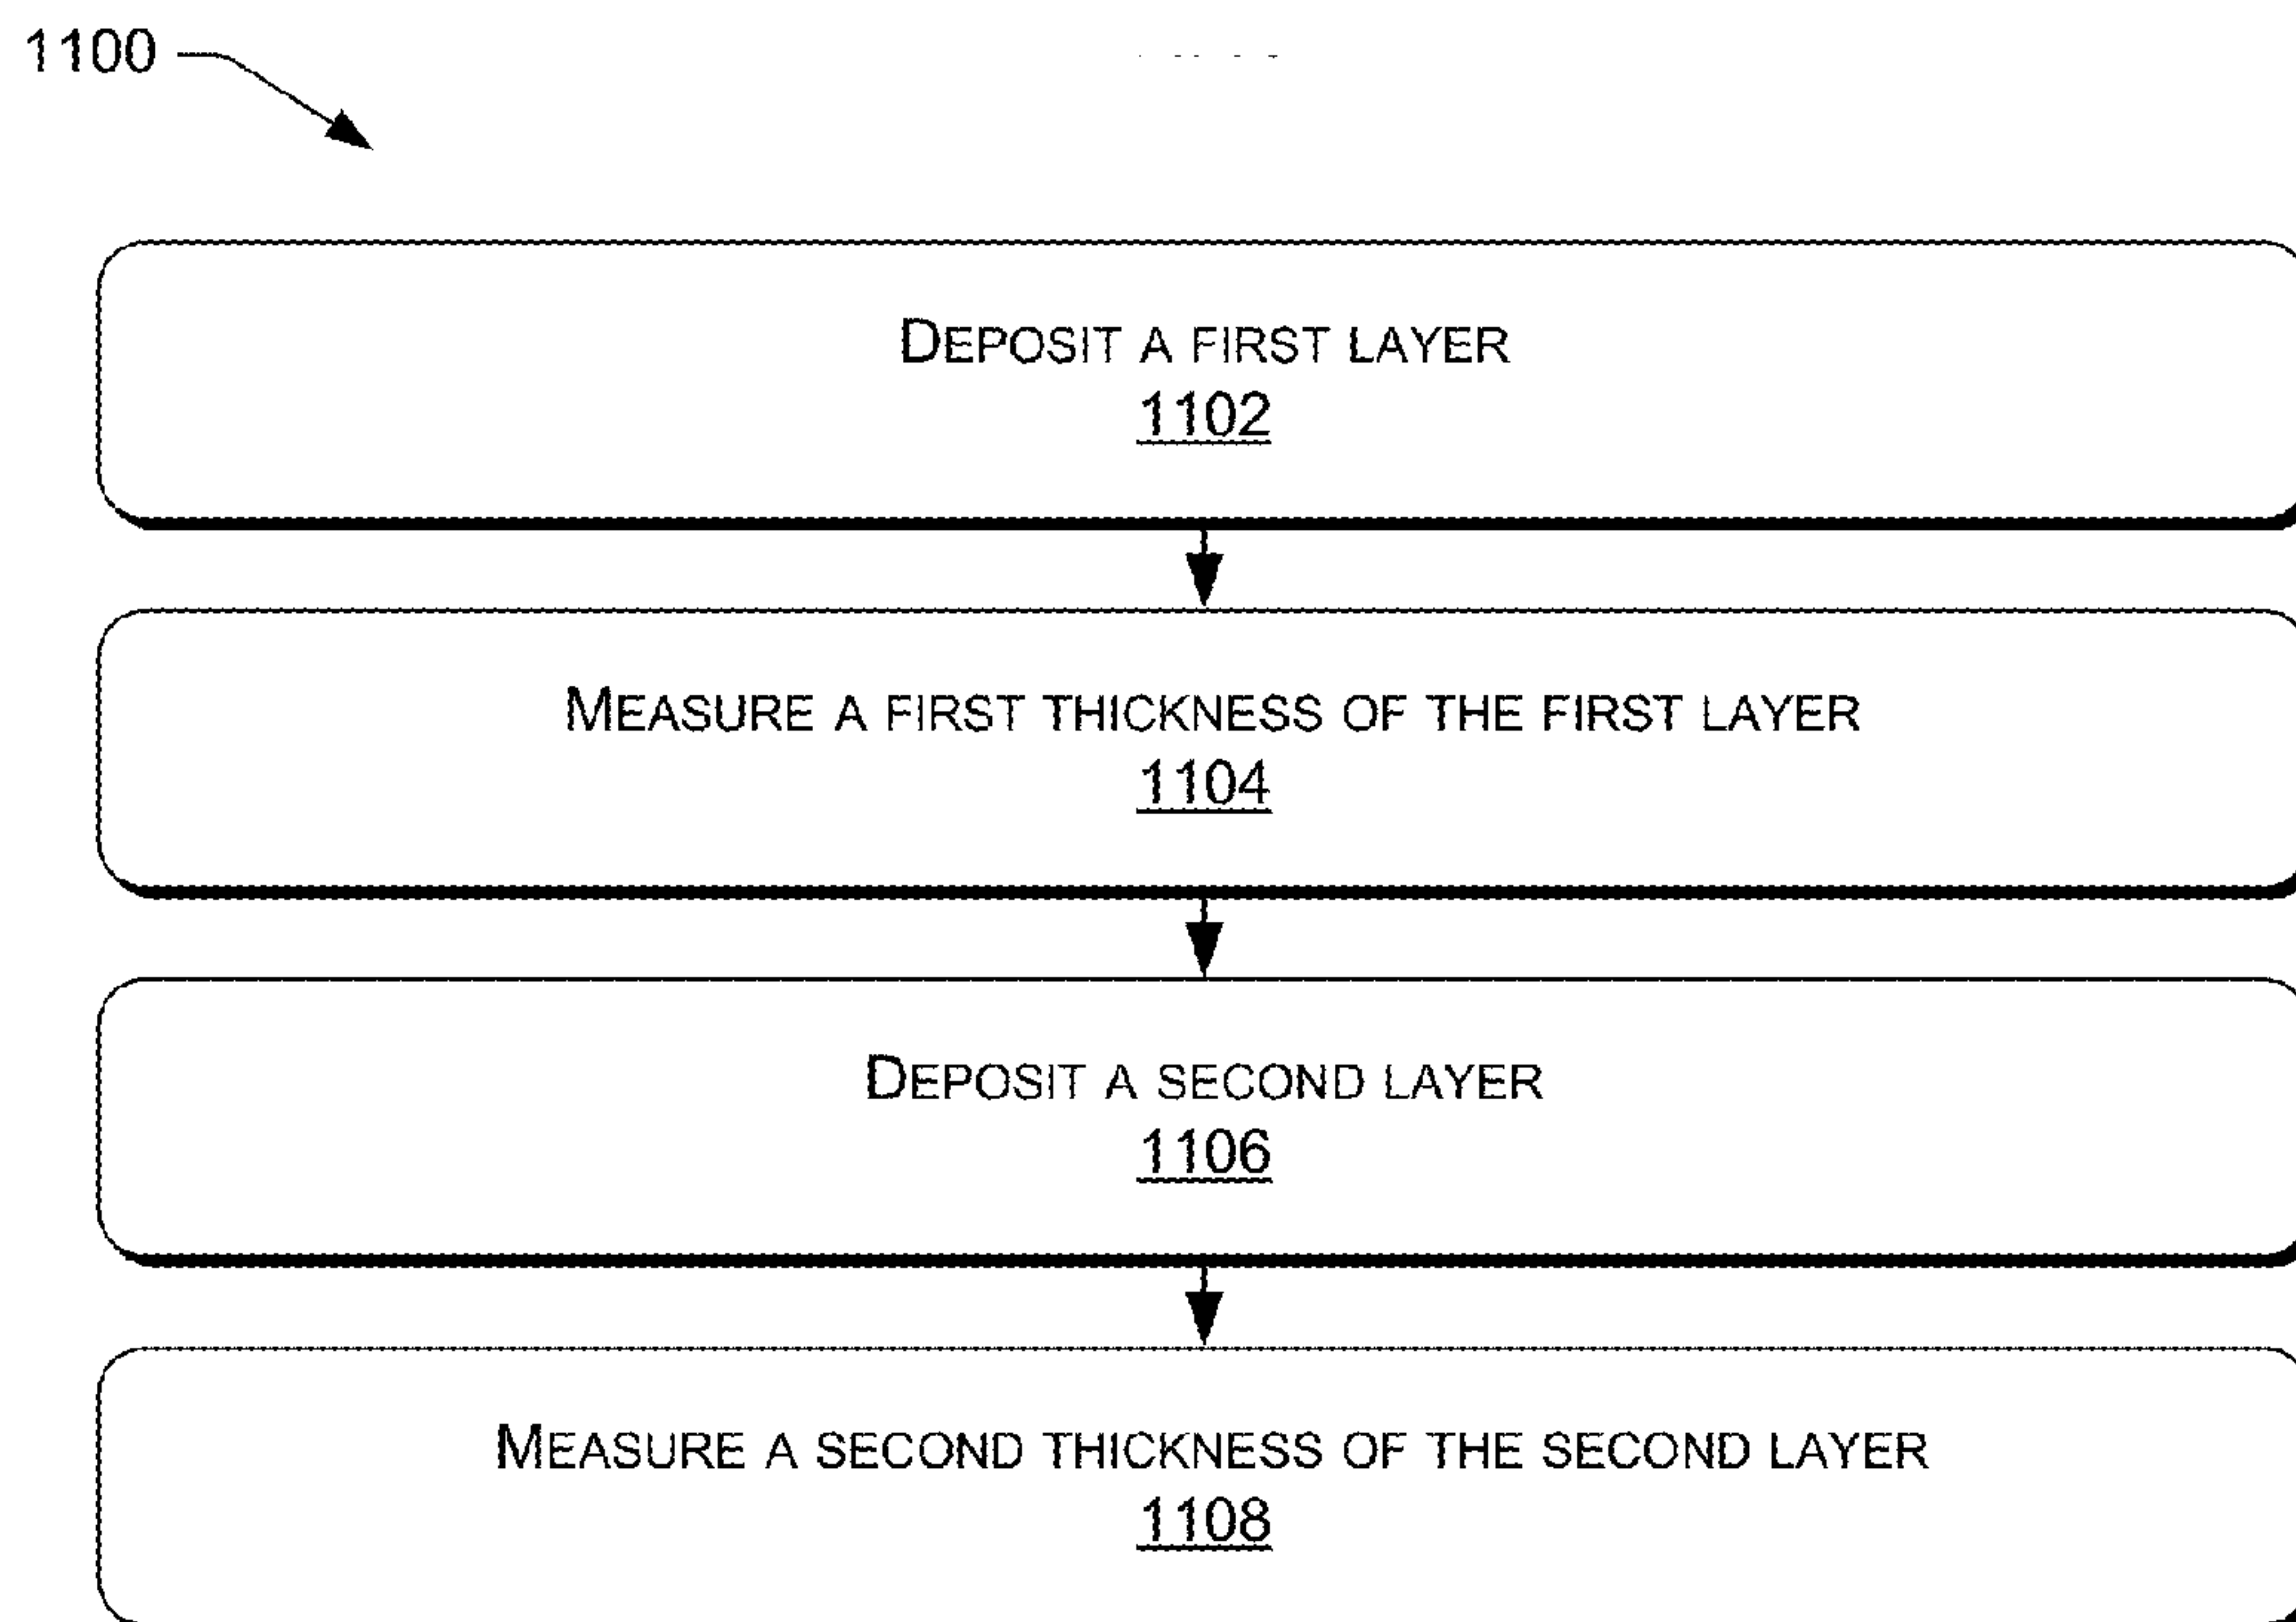 1100
DEPOSIT A FIRST LAYER
1102
MEASURE A FIRST THICKNESS OF THE FIRST LAYER
1104
DEPOSIT A SECOND LAYER
1106
MEASURE A SECOND THICKNESS OF THE SECOND LAYER
1108